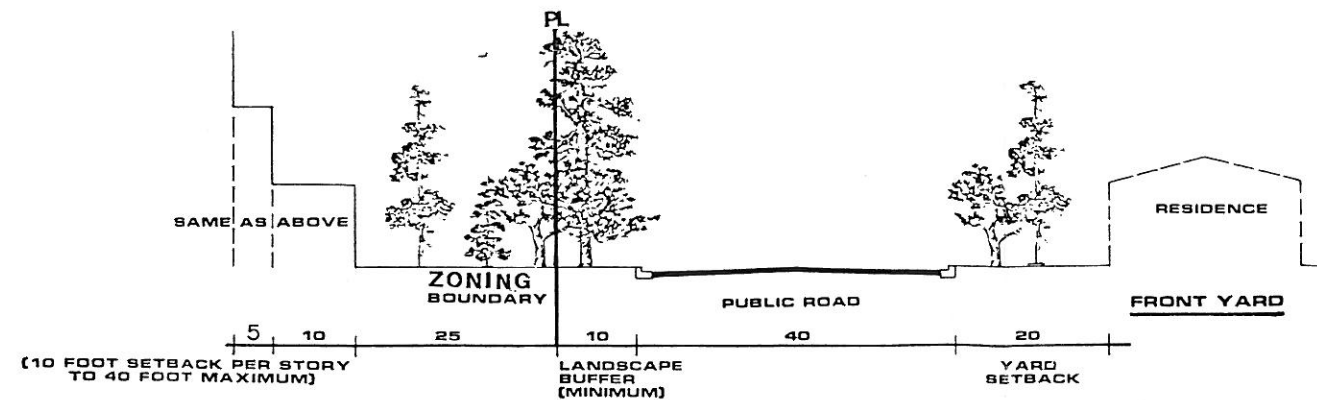 PL
SAME AS ABOVE
RESIDENCE
ZONING
BOUNDARY
PUBLIC ROAD
FRONT YARD
5 10 25 10 40 20
(10 FOOT SETBACK PER STORY
TO 40 FOOT MAXIMUM)
LANDSCAPE
BUFFER
(MINIMUM)
YARD
SETBACK